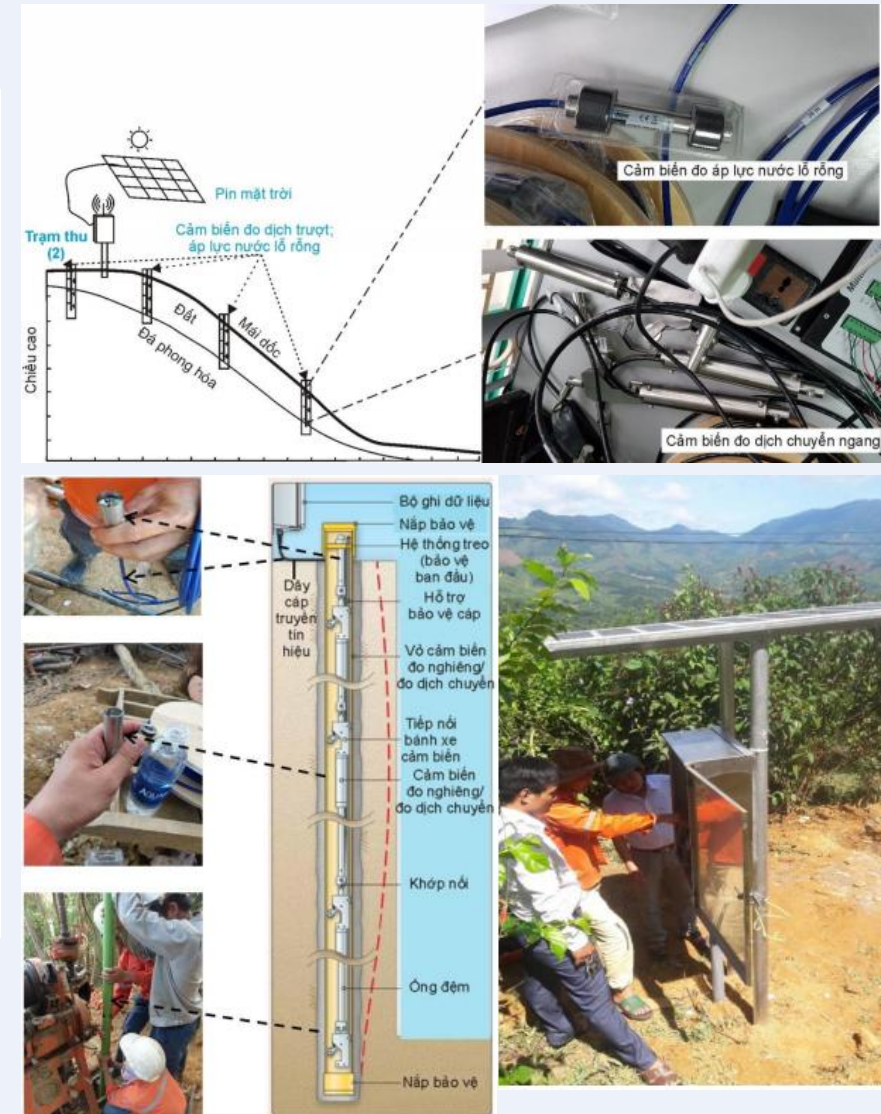 Pin mặt trời
Trạm thu
(2)
Cảm biến đo dịch trượt;
áp lực nước lỗ rỗng
Chiều cao
Đất
Mái dốc
Đá phong hóa
Cảm biến đo áp lực nước lỗ rỗng
Cảm biến đo dịch chuyển ngang
Bộ ghi dữ liệu
Nắp bảo vệ
Hệ thống treo
(bảo vệ
ban đầu)
Dây
cáp
truyền
tín
hiệu
Hỗ trợ
bảo vệ cáp
Vỏ cảm biến
đo nghiêng/
đo dịch chuyển
Tiếp nối
bánh xe
cảm biến
Cảm biến
đo nghiêng/
đo dịch chuyển
Khớp nối
Ống đệm
Nắp bảo vệ